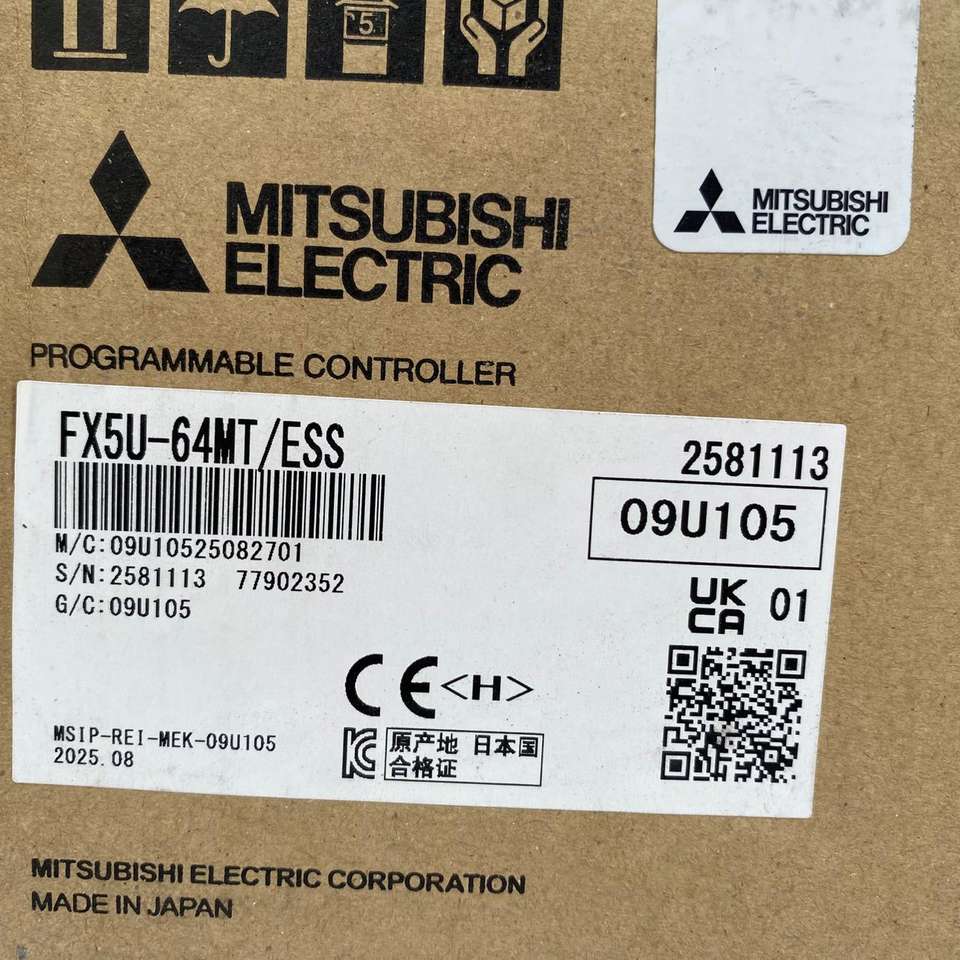 5
MITSUBISHI
ELECTRIC
MITSUBISHI
ELECTRIC
PROGRAMMABLE CONTROLLER
FX5U-64MT/ESS
2581113
09U105
M/C:09U10525082701
S/N:2581113 77902352
G/C:09U105
UK
CA 01
CE <H>
MSIP-REI-MEK-09U105
2025.08
原产地 日本国
合格证
MITSUBISHI ELECTRIC CORPORATION
MADE IN JAPAN